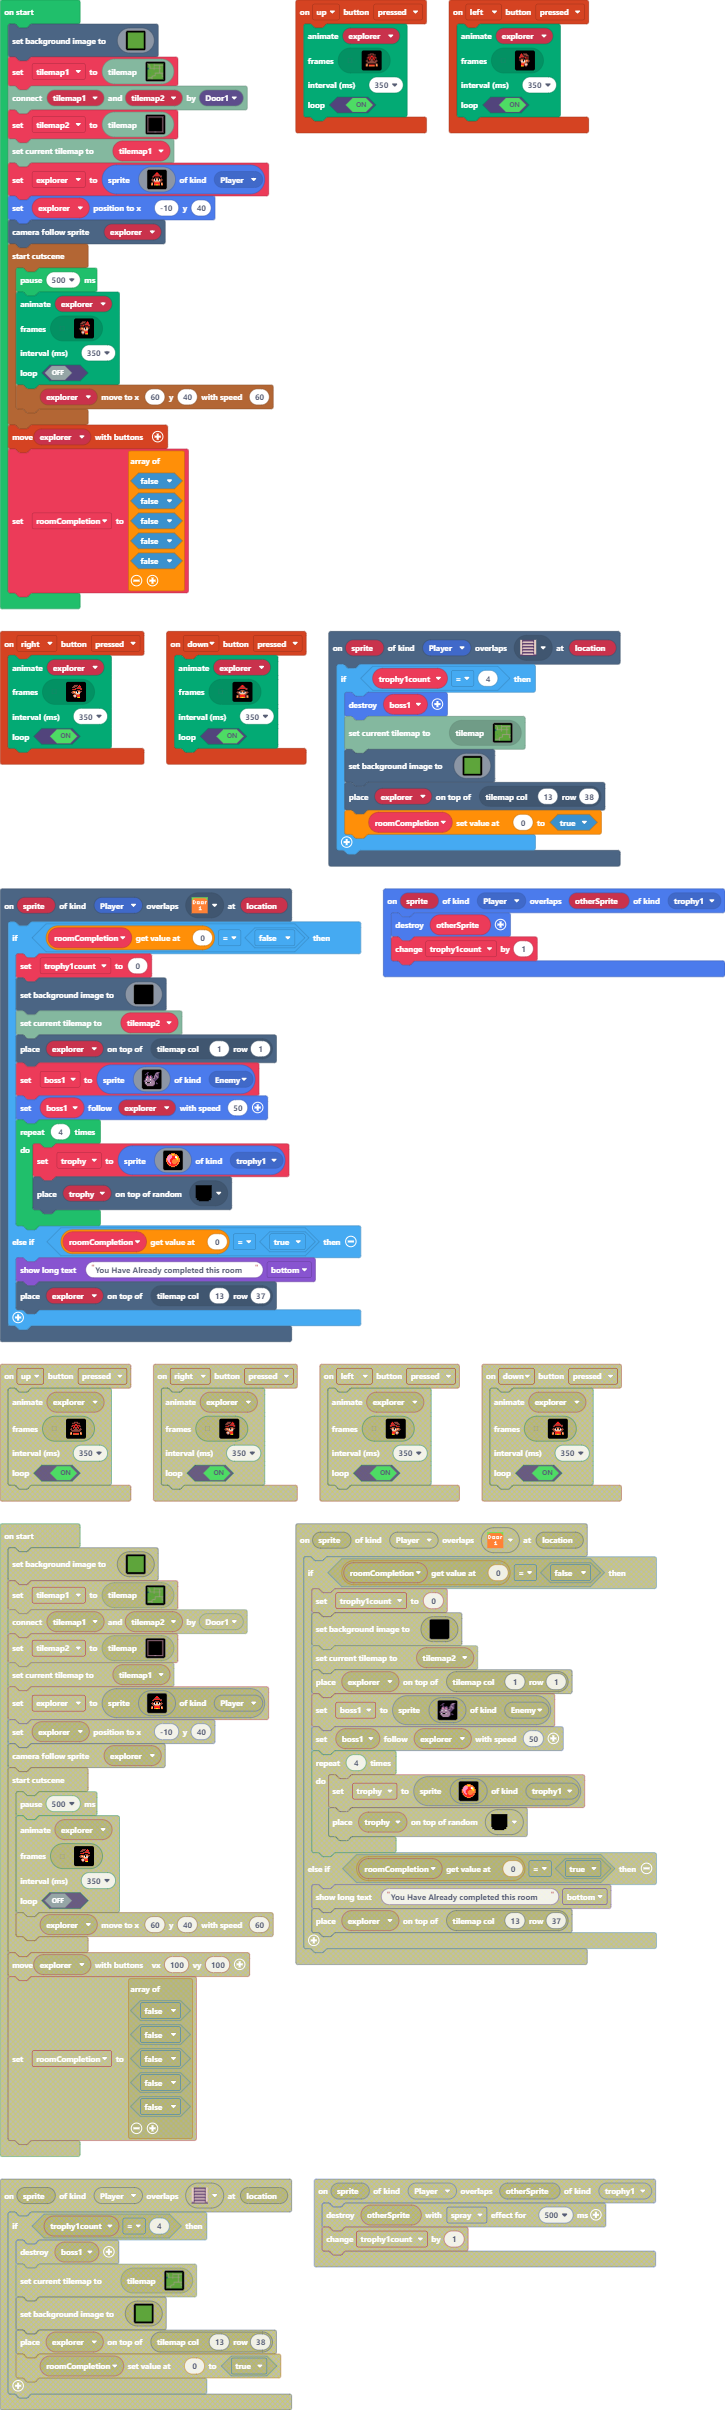 on start
set background image to
set tilemap1 to tilemap
connect tilemap1 and tilemap2 by Door1
set tilemap2 to tilemap
set current tilemap to tilemap1
set explorer to sprite of kind Player
set explorer position to x -10 y 40
camera follow sprite explorer
start cutscene
pause 500 ms
animate explorer
frames
interval (ms) 350
loop OFF
explorer move to x 60 y 40 with speed 60
move explorer with buttons
set roomCompletion to
array of
false
false
false
false
false
on up button pressed
animate explorer
frames
interval (ms) 350
loop ON
on left button pressed
animate explorer
frames
interval (ms) 350
loop ON
on right button pressed
animate explorer
frames
interval (ms) 350
loop ON
on down button pressed
animate explorer
frames
interval (ms) 350
loop ON
on sprite of kind Player overlaps at location
if trophy1count = 4 then
destroy boss1
set current tilemap to tilemap
set background image to
place explorer on top of tilemap col 13 row 38
roomCompletion set value at 0 to true
on sprite of kind Player overlaps Door 1 at location
if roomCompletion get value at 0 = false then
set trophy1count to 0
set background image to
set current tilemap to tilemap2
place explorer on top of tilemap col 1 row 1
set boss1 to sprite of kind Enemy
set boss1 follow explorer with speed 50
repeat 4 times
do
set trophy to sprite of kind trophy1
place trophy on top of random
else if roomCompletion get value at 0 = true then
show long text "You Have Already completed this room" bottom
place explorer on top of tilemap col 13 row 37
on sprite of kind Player overlaps otherSprite of kind trophy1
destroy otherSprite
change trophy1count by 1
on up button pressed
animate explorer
frames
interval (ms) 350
loop ON
on right button pressed
animate explorer
frames
interval (ms) 350
loop ON
on left button pressed
animate explorer
frames
interval (ms) 350
loop ON
on down button pressed
animate explorer
frames
interval (ms) 350
loop ON
on start
set background image to
set tilemap1 to tilemap
connect tilemap1 and tilemap2 by Door1
set tilemap2 to tilemap
set current tilemap to tilemap1
set explorer to sprite of kind Player
set explorer position to x -10 y 40
camera follow sprite explorer
start cutscene
pause 500 ms
animate explorer
frames
interval (ms) 350
loop OFF
explorer move to x 60 y 40 with speed 60
move explorer with buttons vx 100 vy 100
set roomCompletion to
array of
false
false
false
false
false
on sprite of kind Player overlaps Door 1 at location
if roomCompletion get value at 0 = false then
set trophy1count to 0
set background image to
set current tilemap to tilemap2
place explorer on top of tilemap col 1 row 1
set boss1 to sprite of kind Enemy
set boss1 follow explorer with speed 50
repeat 4 times
do
set trophy to sprite of kind trophy1
place trophy on top of random
else if roomCompletion get value at 0 = true then
show long text "You Have Already completed this room" bottom
place explorer on top of tilemap col 13 row 37
on sprite of kind Player overlaps at location
if trophy1count = 4 then
destroy boss1
set current tilemap to tilemap
set background image to
place explorer on top of tilemap col 13 row 38
roomCompletion set value at 0 to true
on sprite of kind Player overlaps otherSprite of kind trophy1
destroy otherSprite with spray effect for 500 ms
change trophy1count by 1